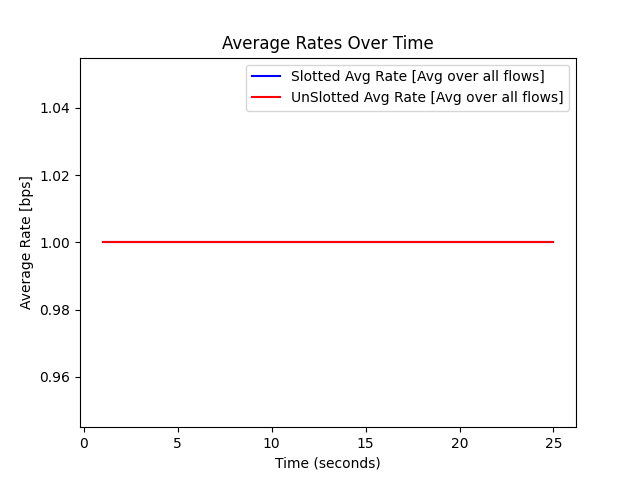 Average Rates Over Time
Slotted Avg Rate [Avg over all flows]
UnSlotted Avg Rate [Avg over all flows]
Average Rate [bps]
1.04
1.02
1.00
0.98
0.96
0 5 10 15 20 25
Time (seconds)